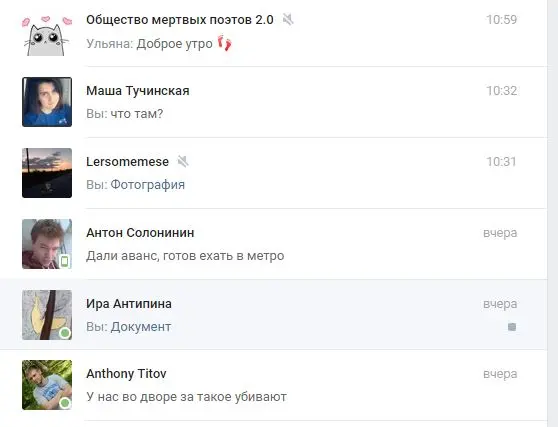 Общество мертвых поэтов 2.0 10:59
Ульяна: Доброе утро 👣
Маша Тучинская 10:32
Вы: что там?
Lersomemese 10:31
Вы: Фотография
Антон Солонинин вчера
Дали аванс, готов ехать в метро
Ира Антипина вчера
Вы: Документ
Anthony Titov вчера
У нас во дворе за такое убивают